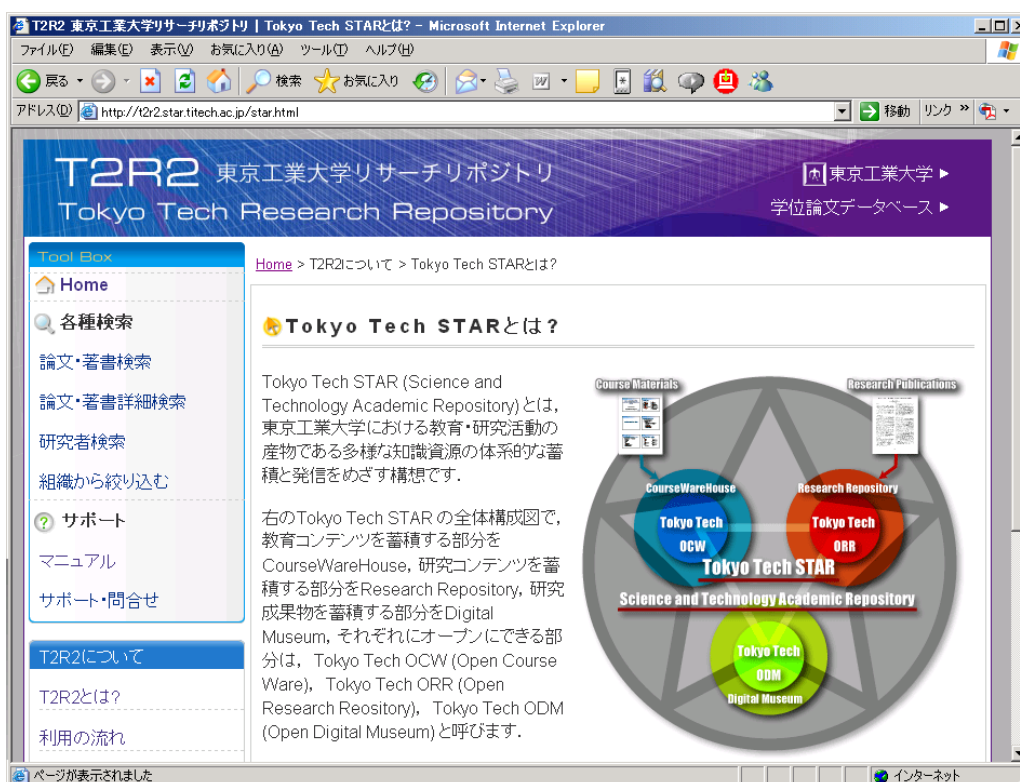 T2R2 東京工業大学リサーチリポジトリ | Tokyo Tech STARとは? - Microsoft Internet Explorer
ファイル(F) 編集(E) 表示(V) お気に入り(A) ツール(T) ヘルプ(H)
戻る 検索 お気に入り
アドレス(D) http://t2r2.star.titech.ac.jp/star.html 移動 リンク »
T2R2 東京工業大学リサーチリポジトリ
Tokyo Tech Research Repository
東京工業大学
学位論文データベース
Tool Box
Home
各種検索
論文・著書検索
論文・著書詳細検索
研究者検索
組織から絞り込む
サポート
マニュアル
サポート・問合せ
T2R2について
T2R2とは?
利用の流れ
Home > T2R2について > Tokyo Tech STARとは?
Tokyo Tech STARとは?
Tokyo Tech STAR (Science and
Technology Academic Repository)とは,
東京工業大学における教育・研究活動の
産物である多様な知識資源の体系的な蓄
積と発信をめざす構想です.
右のTokyo Tech STAR の全体構成図で,
教育コンテンツを蓄積する部分を
CourseWareHouse, 研究コンテンツを蓄
積する部分をResearch Repository, 研究
成果物を蓄積する部分をDigital
Museum, それぞれにオープンにできる部
分は, Tokyo Tech OCW (Open Course
Ware), Tokyo Tech ORR (Open
Research Reository), Tokyo Tech ODM
(Open Digital Museum)と呼びます.
Course Materials
Research Publications
CourseWareHouse
Research Repository
Tokyo Tech
OCW
Tokyo Tech
ORR
Tokyo Tech STAR
Science and Technology Academic Repository
Tokyo Tech
ODM
Digital Museum
ページが表示されました
インターネット